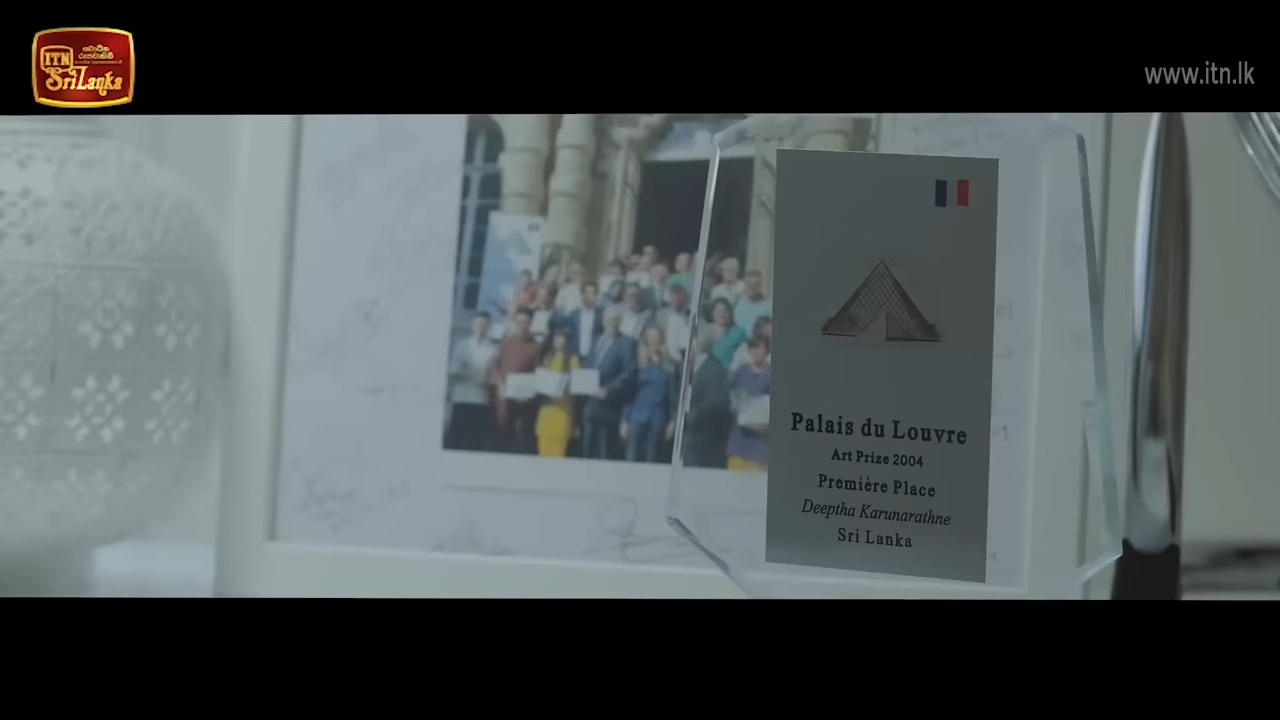 ITN
Sri Lanka
www.itn.lk
Palais du Louvre
Art Prize 2004
Première Place
Deeptha Karunarathne
Sri Lanka